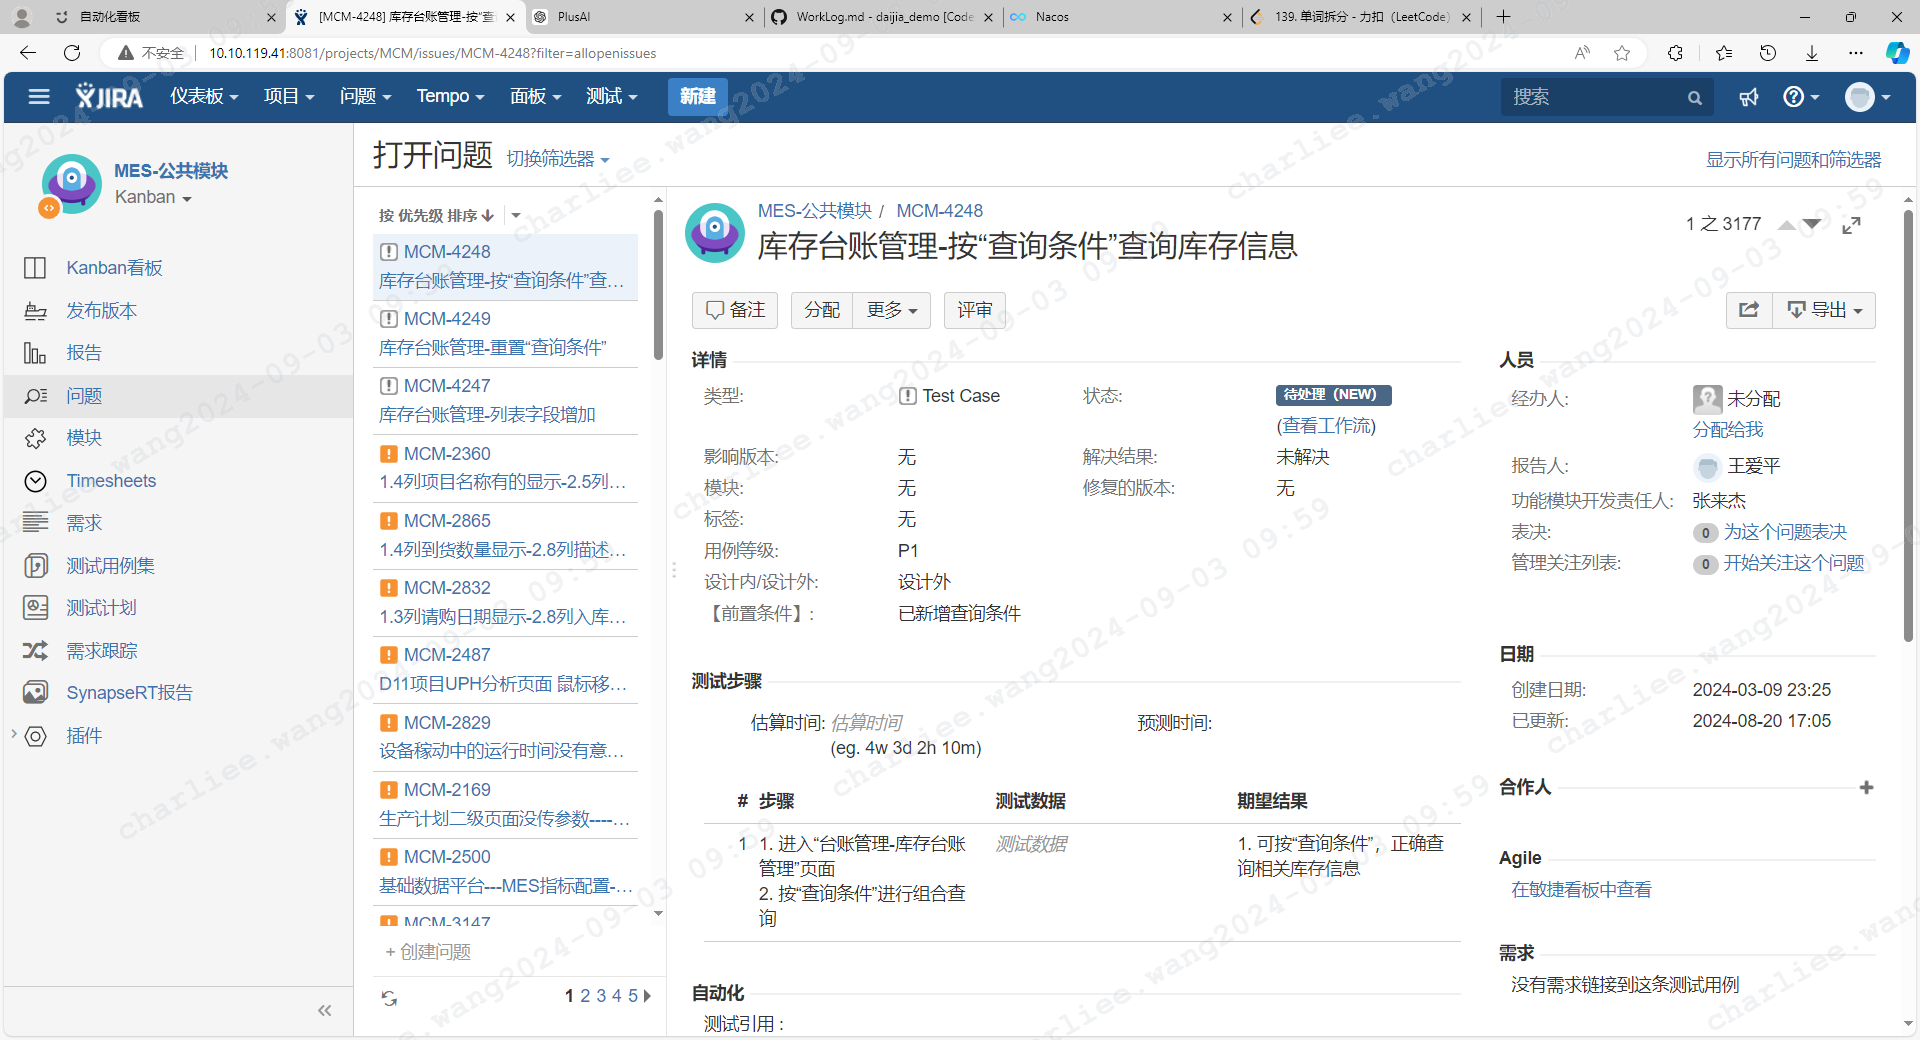 自动化看板
[MCM-4248] 库存台账管理-按“查
PlusAI
WorkLog.md - daijia_demo [Code
Nacos
139. 单词拆分 - 力扣（LeetCode）
不安全
10.10.119.41:8081/projects/MCM/issues/MCM-4248?filter=allopenissues
JIRA
仪表板
项目
问题
Tempo
面板
测试
新建
搜索
MES-公共模块
Kanban
Kanban看板
发布版本
报告
问题
模块
Timesheets
需求
测试用例集
测试计划
需求跟踪
SynapseRT报告
插件
打开问题
切换筛选器
显示所有问题和筛选器
按 优先级 排序
MCM-4248
库存台账管理-按“查询条件”查…
MCM-4249
库存台账管理-重置“查询条件”
MCM-4247
库存台账管理-列表字段增加
MCM-2360
1.4列项目名称有的显示-2.5列…
MCM-2865
1.4列到货数量显示-2.8列描述…
MCM-2832
1.3列请购日期显示-2.8列入库…
MCM-2487
D11项目UPH分析页面 鼠标移…
MCM-2829
设备稼动中的运行时间没有意…
MCM-2169
生产计划二级页面没传参数----…
MCM-2500
基础数据平台---MES指标配置-…
MCM-3147
+ 创建问题
1 2 3 4 5
MES-公共模块 / MCM-4248
库存台账管理-按“查询条件”查询库存信息
1 之 3177
备注
分配
更多
评审
导出
详情
类型:
Test Case
状态:
待处理（NEW）
(查看工作流)
影响版本:
无
解决结果:
未解决
模块:
无
修复的版本:
无
标签:
无
用例等级:
P1
设计内/设计外:
设计外
【前置条件】:
已新增查询条件
测试步骤
估算时间: 估算时间
(eg. 4w 3d 2h 10m)
预测时间:
# 步骤
测试数据
期望结果
1
1. 进入“台账管理-库存台账
管理”页面
2. 按“查询条件”进行组合查
询
测试数据
1. 可按“查询条件”，正确查
询相关库存信息
自动化
测试引用 :
人员
经办人:
未分配
分配给我
报告人:
王爱平
功能模块开发责任人:
张来杰
表决:
0 为这个问题表决
管理关注列表:
0 开始关注这个问题
日期
创建日期:
2024-03-09 23:25
已更新:
2024-08-20 17:05
合作人
Agile
在敏捷看板中查看
需求
没有需求链接到这条测试用例
charliee.wang2024-09-03 09:59